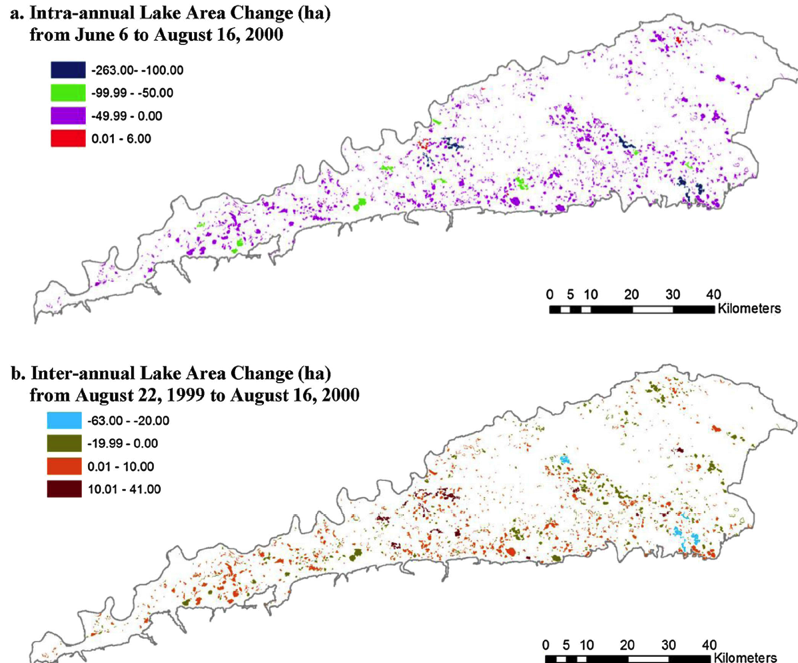 a. Intra-annual Lake Area Change (ha)
from June 6 to August 16, 2000
-263.00- -100.00
-99.99 - -50.00
-49.99 - 0.00
0.01 - 6.00
0 5 10 20 30 40
Kilometers
b. Inter-annual Lake Area Change (ha)
from August 22, 1999 to August 16, 2000
-63.00 - -20.00
-19.99 - 0.00
0.01 - 10.00
10.01 - 41.00
0 5 10 20 30 40
Kilometers